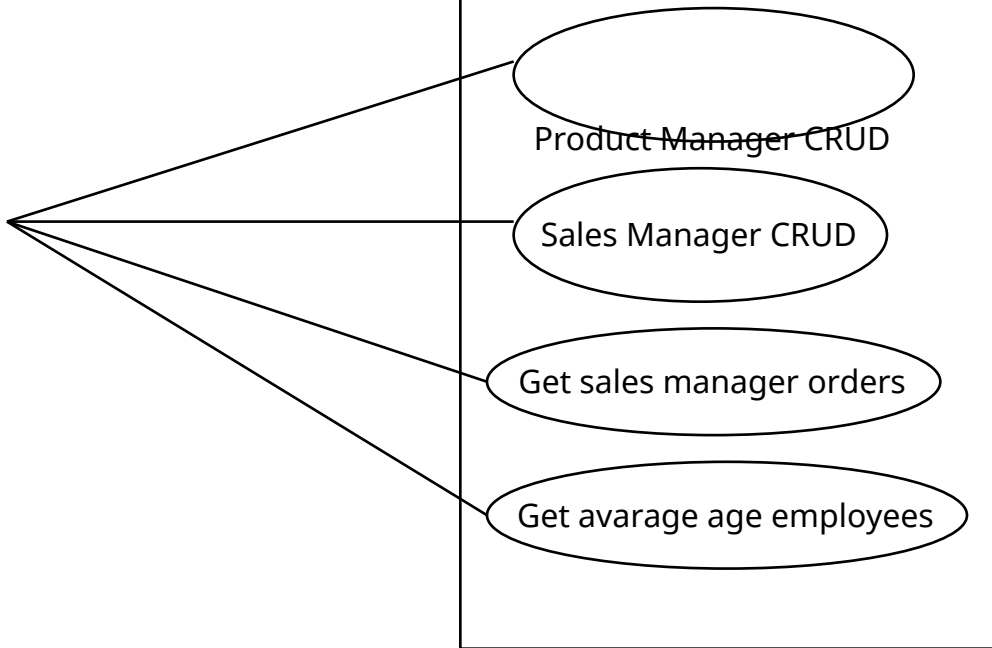 Product Manager CRUD
Sales Manager CRUD
Get sales manager orders
Get avarage age employees